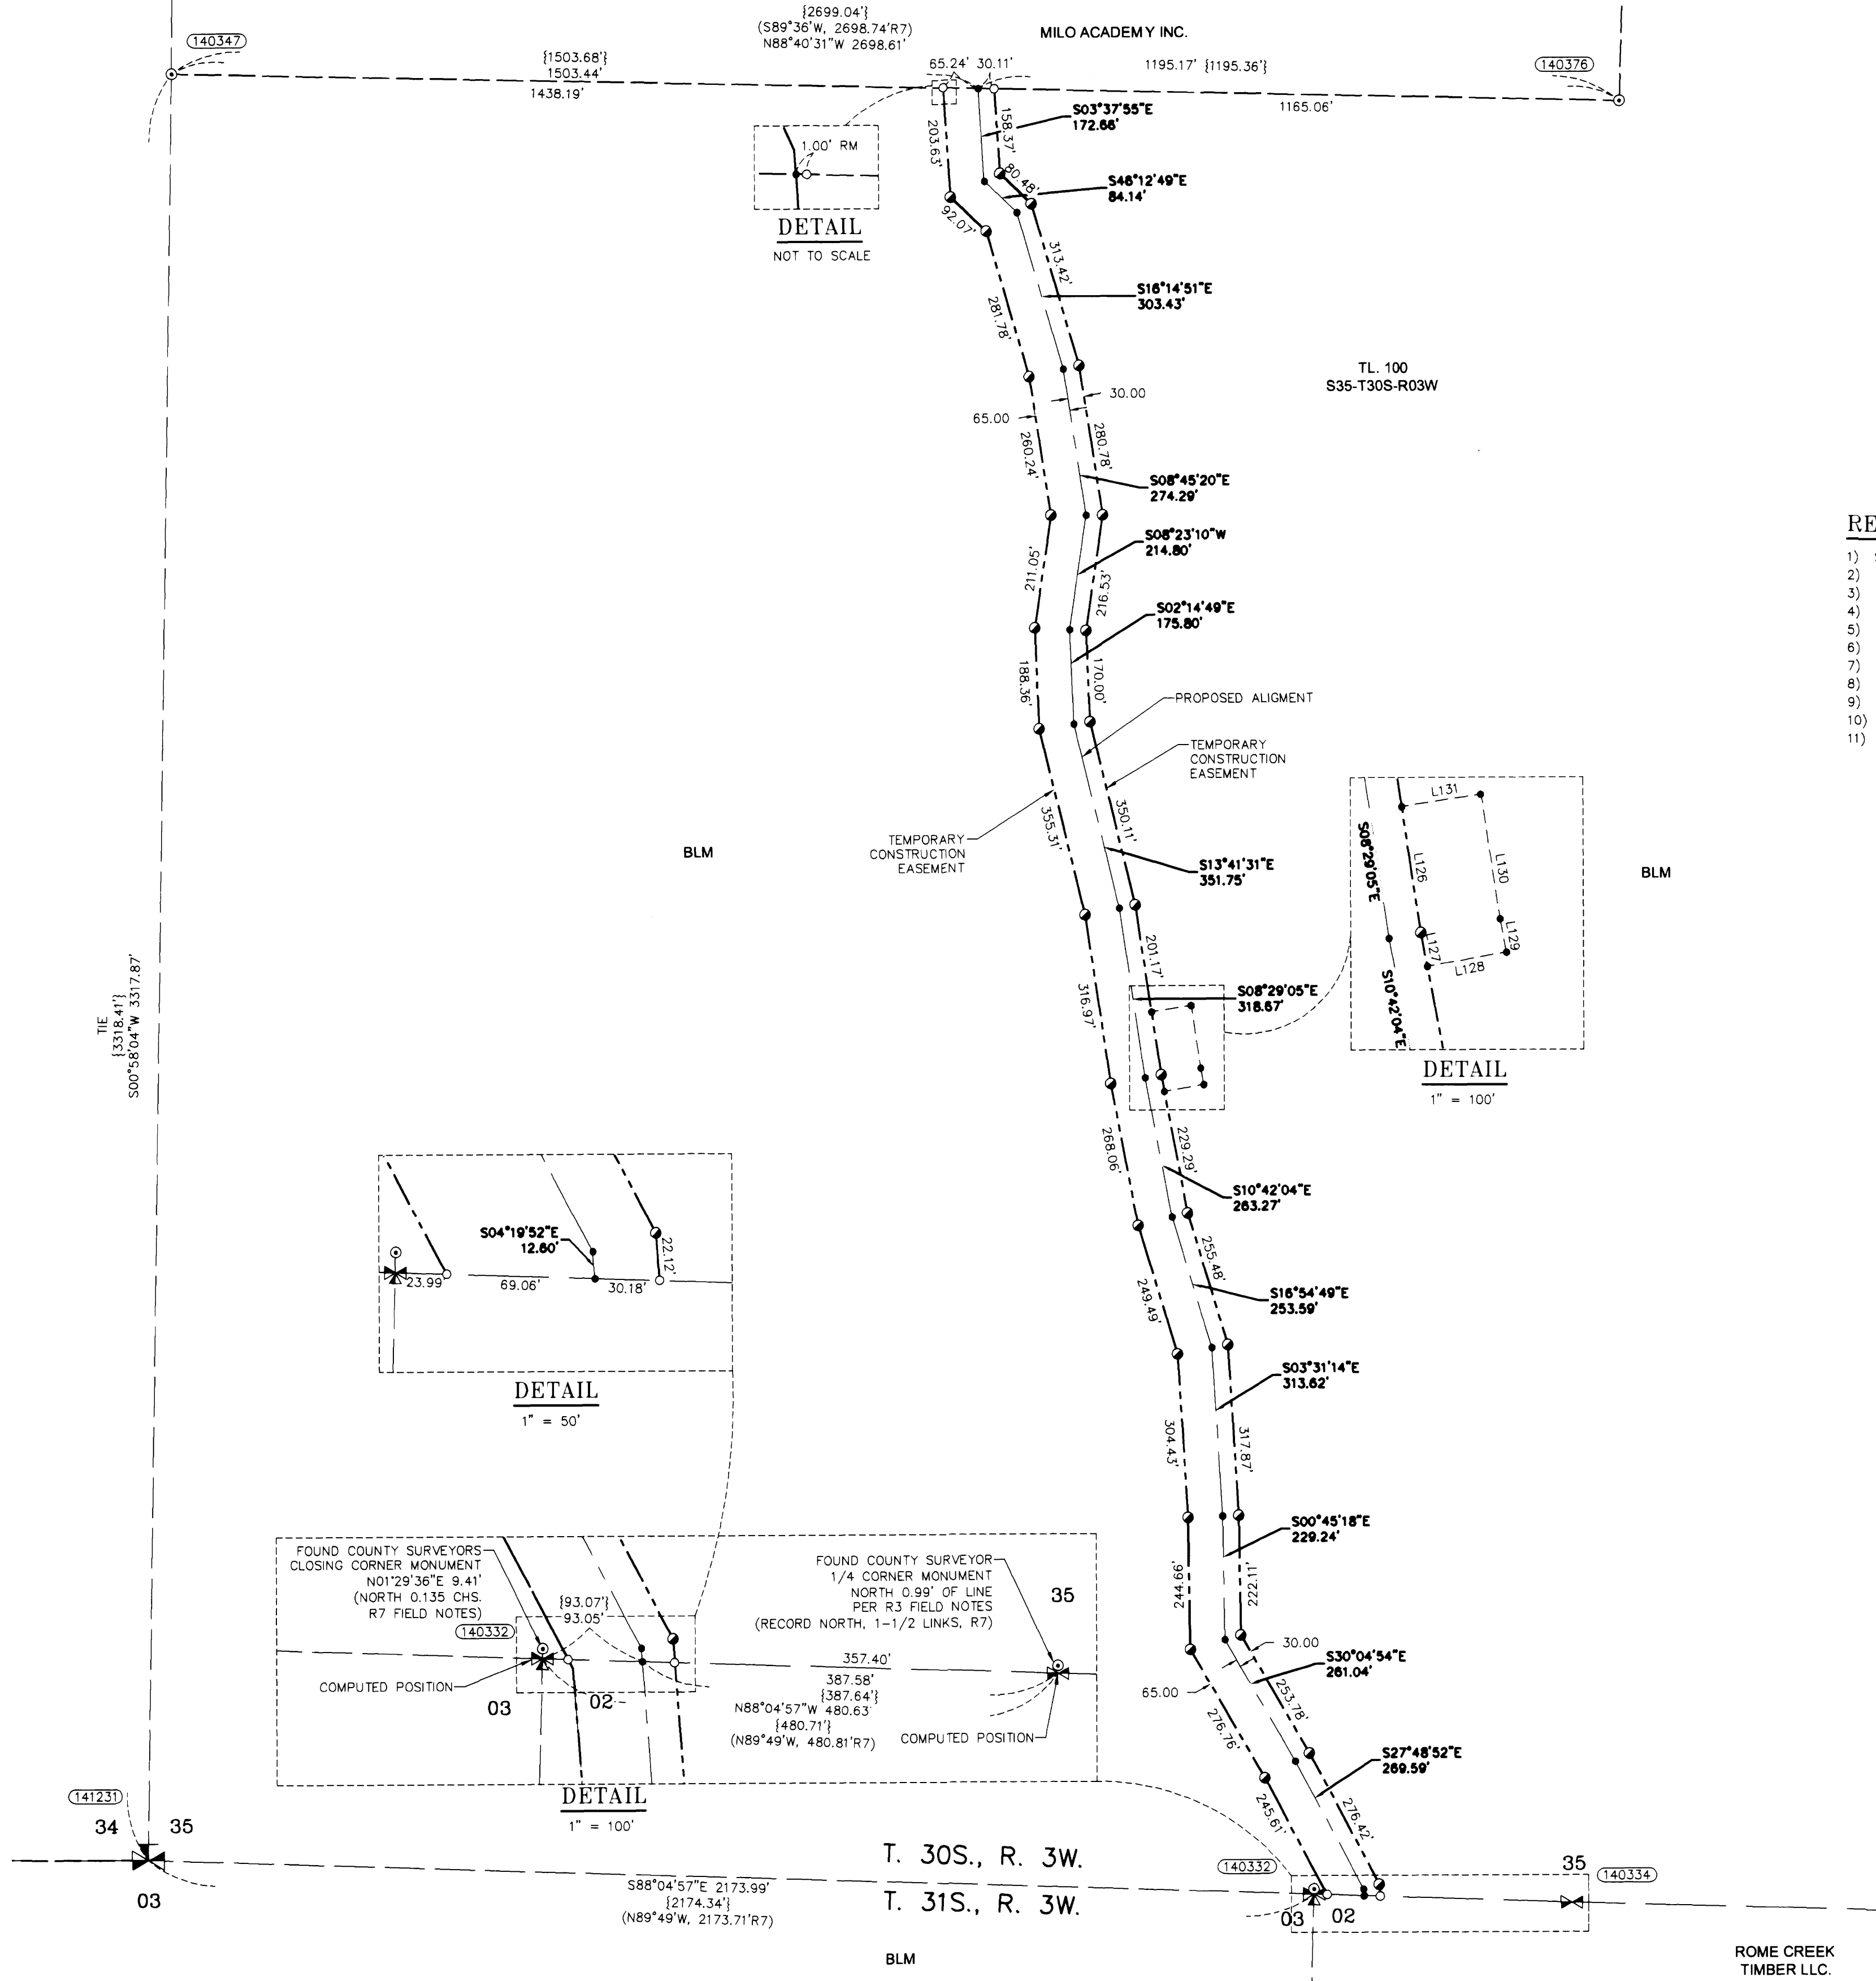 {2699.04'}
(S89°36'W, 2698.74'R7)
N88°40'31"W 2698.61'
MILO ACADEMY INC.
140347
{1503.68'}
1503.44'
1438.19'
65.24' 30.11'
1195.17' {1195.36'}
140376
1165.06'
1.00' RM
DETAIL
NOT TO SCALE
203.63'
158.37'
S03°37'55"E
172.66'
80.48'
S46°12'49"E
84.14'
92.07'
313.42'
281.78'
S16°14'51"E
303.43'
TL. 100
S35-T30S-R03W
30.00
65.00
260.24'
280.78'
S08°45'20"E
274.29'
S08°23'10"W
214.80'
211.05'
216.53'
S02°14'49"E
175.80'
188.36'
170.00'
PROPOSED ALIGMENT
TEMPORARY
CONSTRUCTION
EASEMENT
RE
1)
2)
3)
4)
5)
6)
7)
8)
9)
10)
11)
355.31'
350.11'
TEMPORARY
CONSTRUCTION
EASEMENT
BLM
S13°41'31"E
351.75'
L131
S08°29'05"E
L126
L130
L127
L129
L128
S10°42'04"E
DETAIL
1" = 100'
BLM
TIE
{3318.41'}
S00°58'04"W 3317.87'
201.17'
316.97'
S08°29'05"E
318.67'
268.06'
229.29'
S10°42'04"E
263.27'
S04°19'52"E
12.60'
22.12'
23.99'
69.06'
30.18'
DETAIL
1" = 50'
255.48'
249.49'
S16°54'49"E
253.59'
S03°31'14"E
313.62'
304.43'
317.87'
S00°45'18"E
229.24'
244.66'
222.11'
FOUND COUNTY SURVEYORS
CLOSING CORNER MONUMENT
N01°29'36"E 9.41'
(NORTH 0.135 CHS.
R7 FIELD NOTES)
140332
{93.07'}
93.05'
FOUND COUNTY SURVEYOR
1/4 CORNER MONUMENT
NORTH 0.99' OF LINE
PER R3 FIELD NOTES
(RECORD NORTH, 1-1/2 LINKS, R7)
35
COMPUTED POSITION
03
02
357.40'
387.58'
{387.64'}
N88°04'57"W 480.63'
{480.71'}
(N89°49'W, 480.81'R7)
COMPUTED POSITION
DETAIL
1" = 100'
30.00
S30°04'54"E
261.04'
65.00
276.76'
253.78'
S27°48'52"E
269.59'
245.61'
276.42'
141231
34
35
03
T. 30S., R. 3W.
S88°04'57"E 2173.99'
{2174.34'}
(N89°49'W, 2173.71'R7)
T. 31S., R. 3W.
140332
35
140334
03
02
BLM
ROME CREEK
TIMBER LLC.